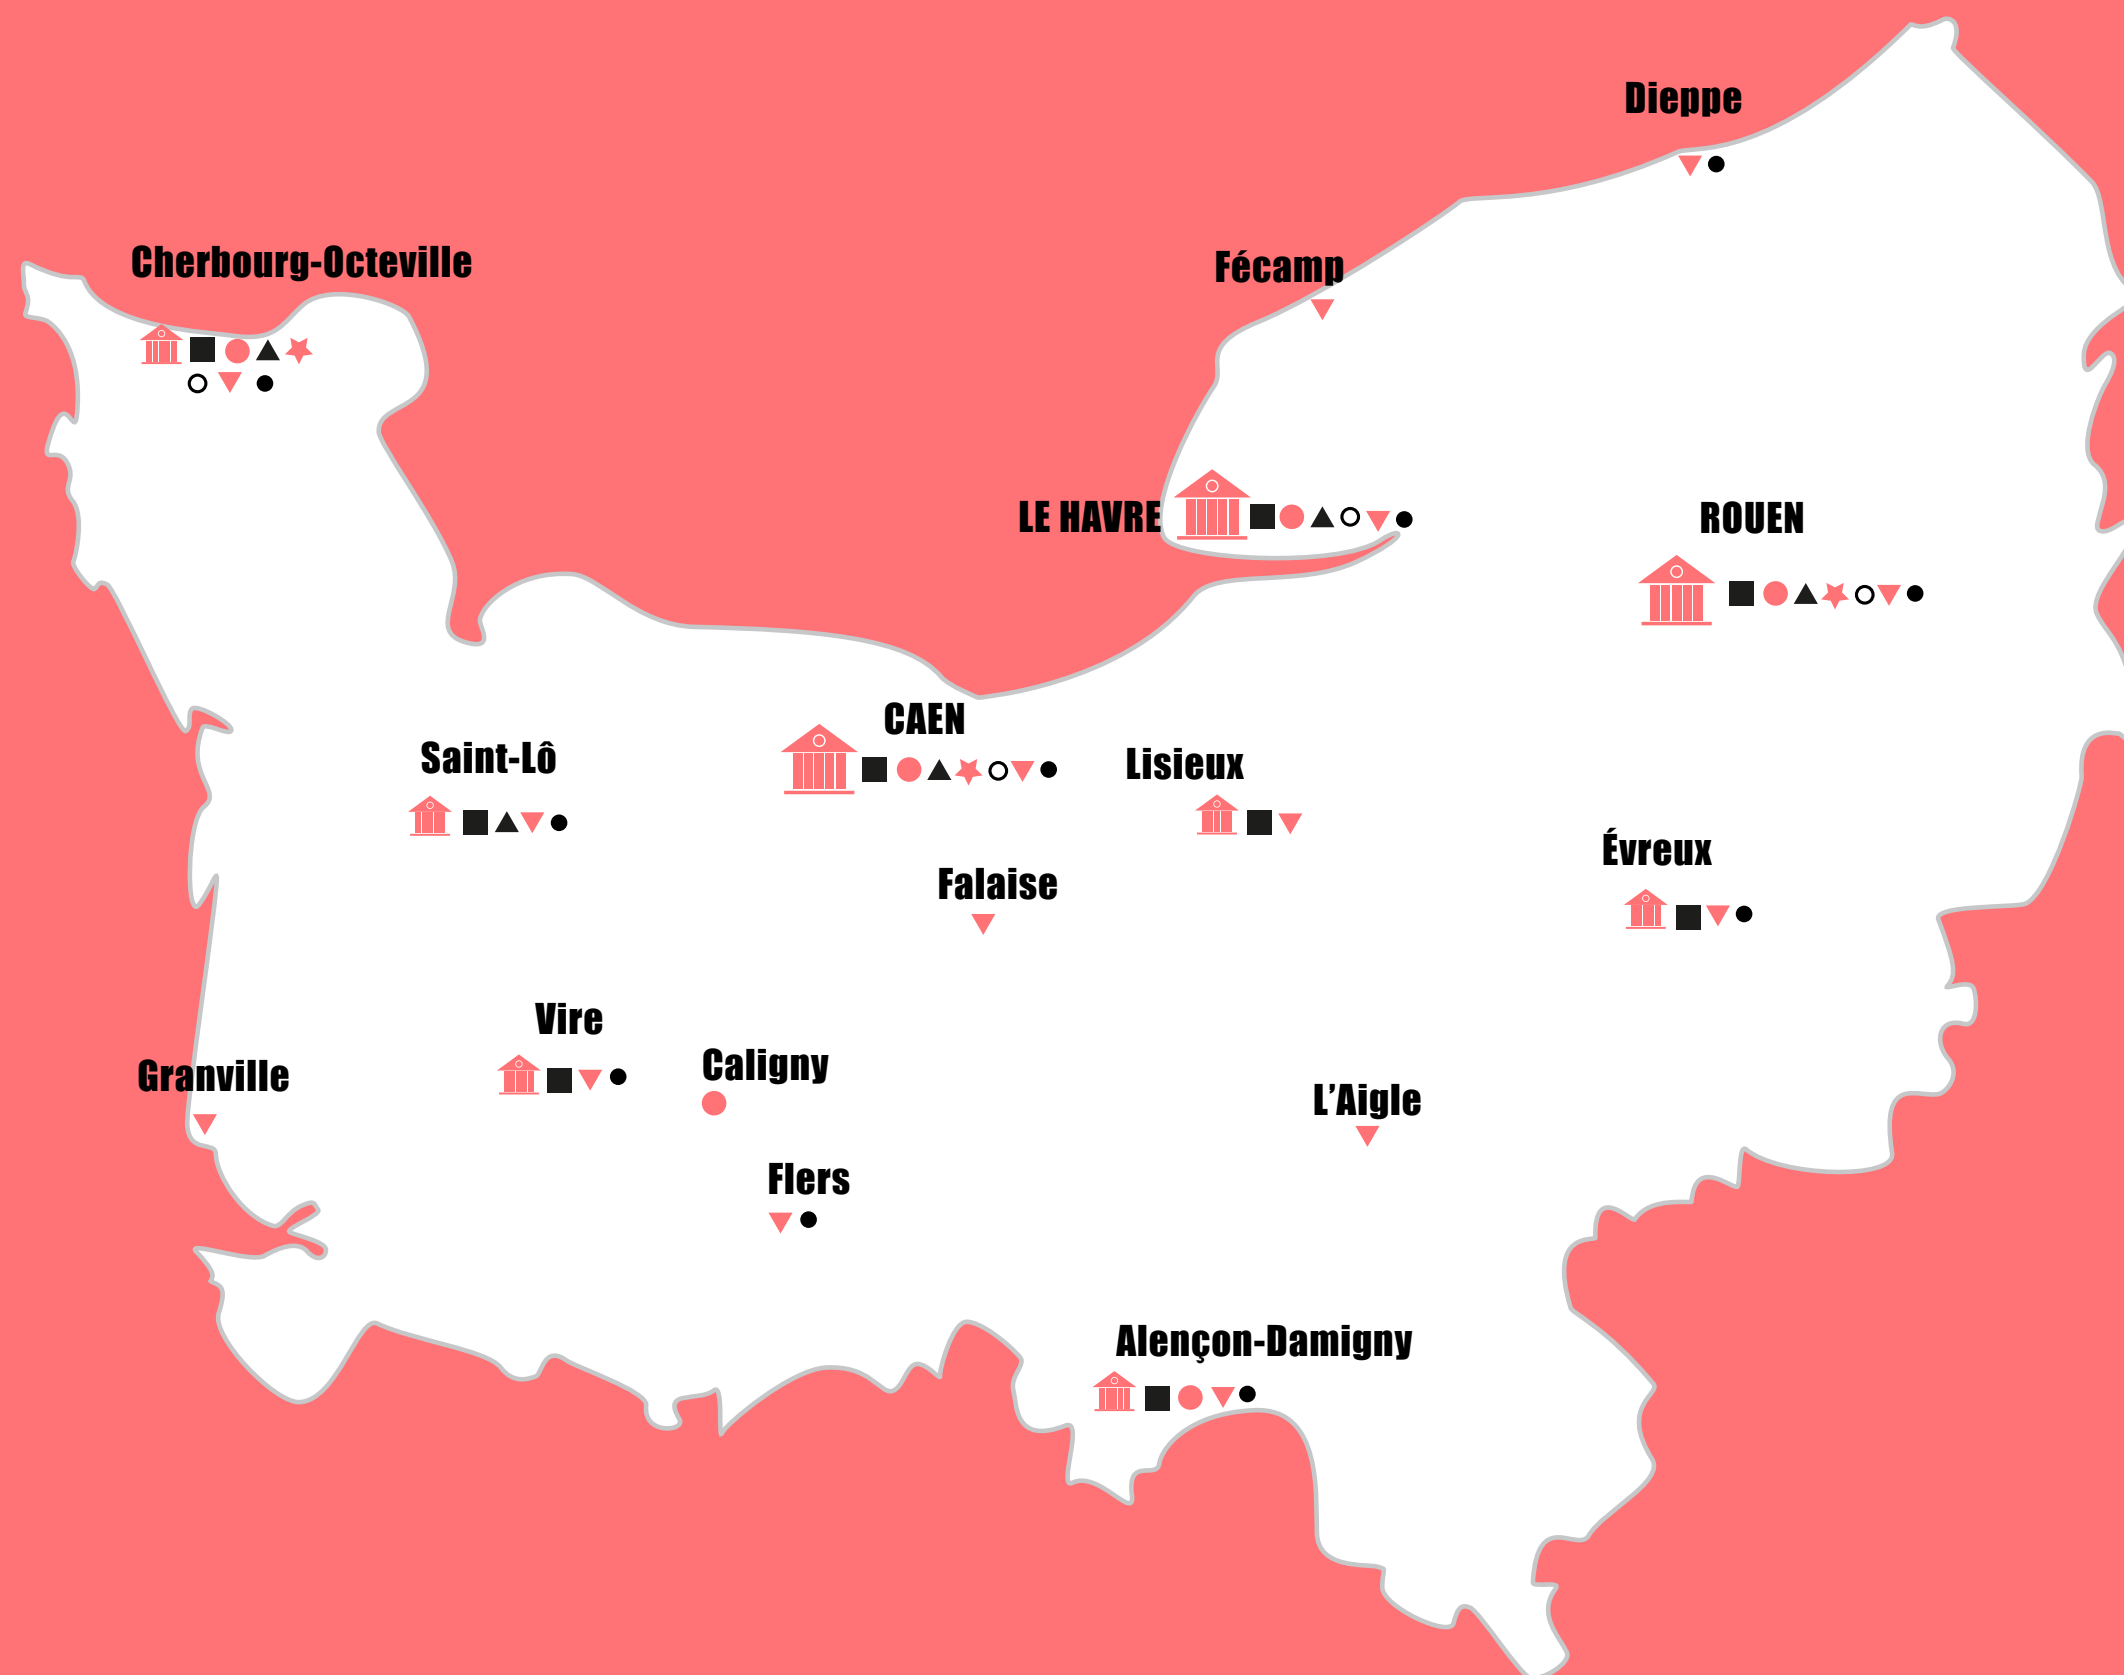 Dieppe
Cherbourg-Octeville
Fécamp
LE HAVRE
ROUEN
CAEN
Saint-Lô
Lisieux
Évreux
Falaise
Vire
Caligny
Granville
L’Aigle
Flers
Alençon-Damigny